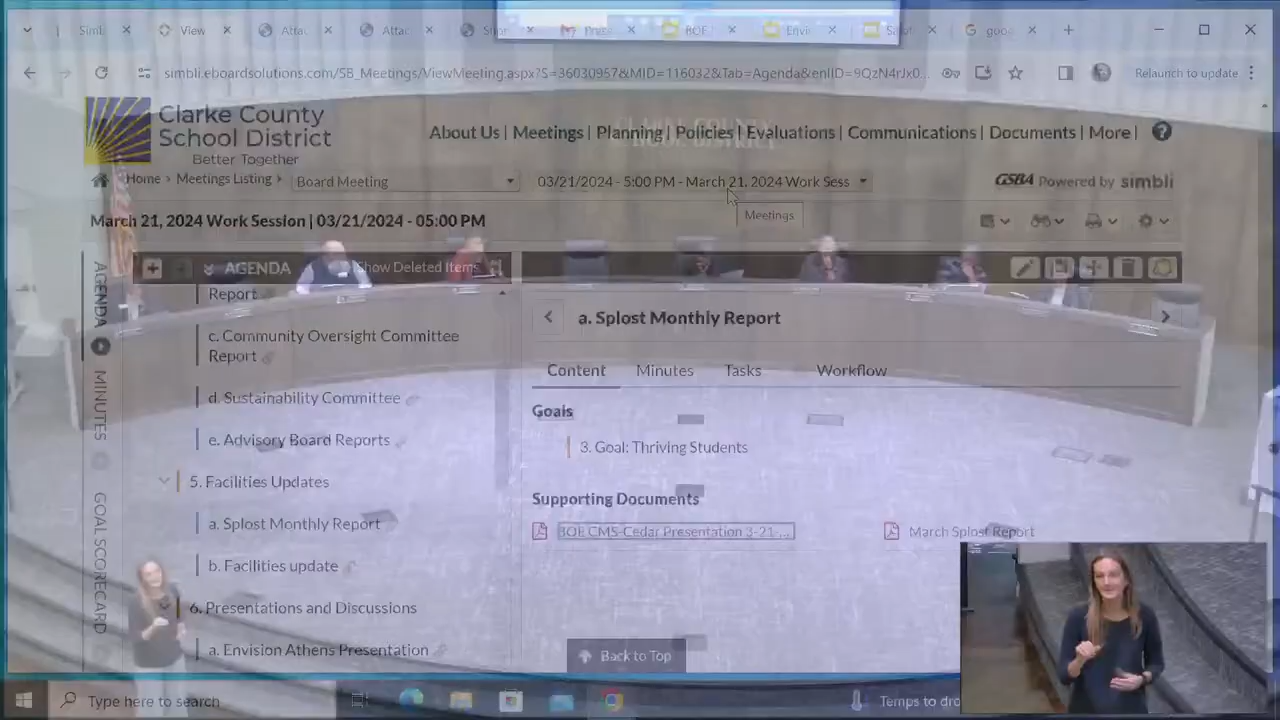 Simbli
View
Attac
Attac
BOE
Envi
goog
simbli.eboardsolutions.com/SB_Meetings/ViewMeeting.aspx?S=36030957&MID=116032&Tab=Agenda&enIID=9QzN4rJx0...
Relaunch to update
Clarke County
School District
Better Together
About Us | Meetings | Planning | Policies | Evaluations | Communications | Documents | More |
Home > Meetings Listing >
Board Meeting
03/21/2024 - 5:00 PM - March 21, 2024 Work Sess
GSBA Powered by simbli
March 21, 2024 Work Session | 03/21/2024 - 05:00 PM
Meetings
AGENDA
Show Deleted Items
AGENDA
MINUTES
GOAL SCORECARD
Report
c. Community Oversight Committee
Report
d. Sustainability Committee
e. Advisory Board Reports
5. Facilities Updates
a. Splost Monthly Report
b. Facilities update
6. Presentations and Discussions
a. Envision Athens Presentation
a. Splost Monthly Report
Content
Minutes
Tasks
Workflow
Goals
3. Goal: Thriving Students
Supporting Documents
BOE CMS-Cedar Presentation 3-21-...
March Splost Report
Back to Top
Type here to search
Temps to dro